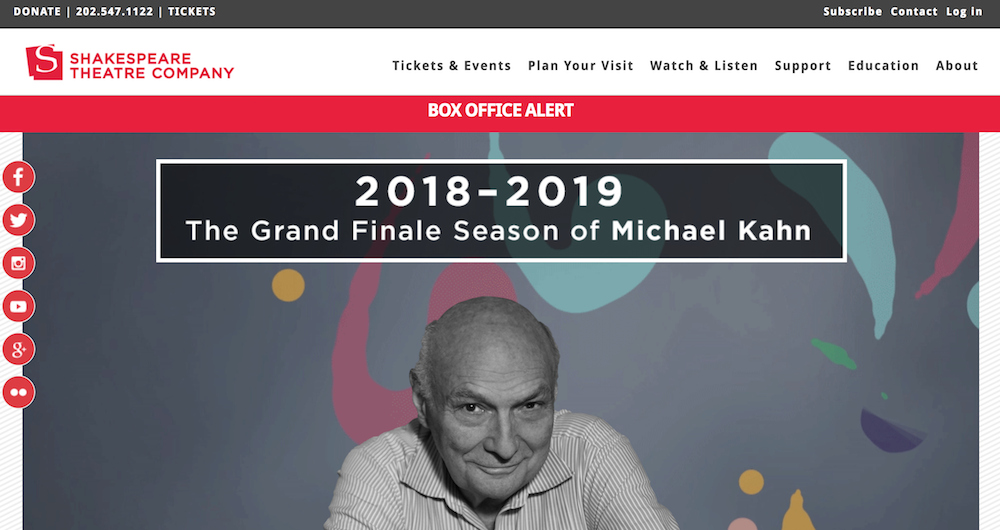 DONATE | 202.547.1122 | TICKETS
Subscribe Contact Log in
S
SHAKESPEARE
THEATRE COMPANY
Tickets & Events Plan Your Visit Watch & Listen Support Education About
BOX OFFICE ALERT
2018–2019
The Grand Finale Season of Michael Kahn